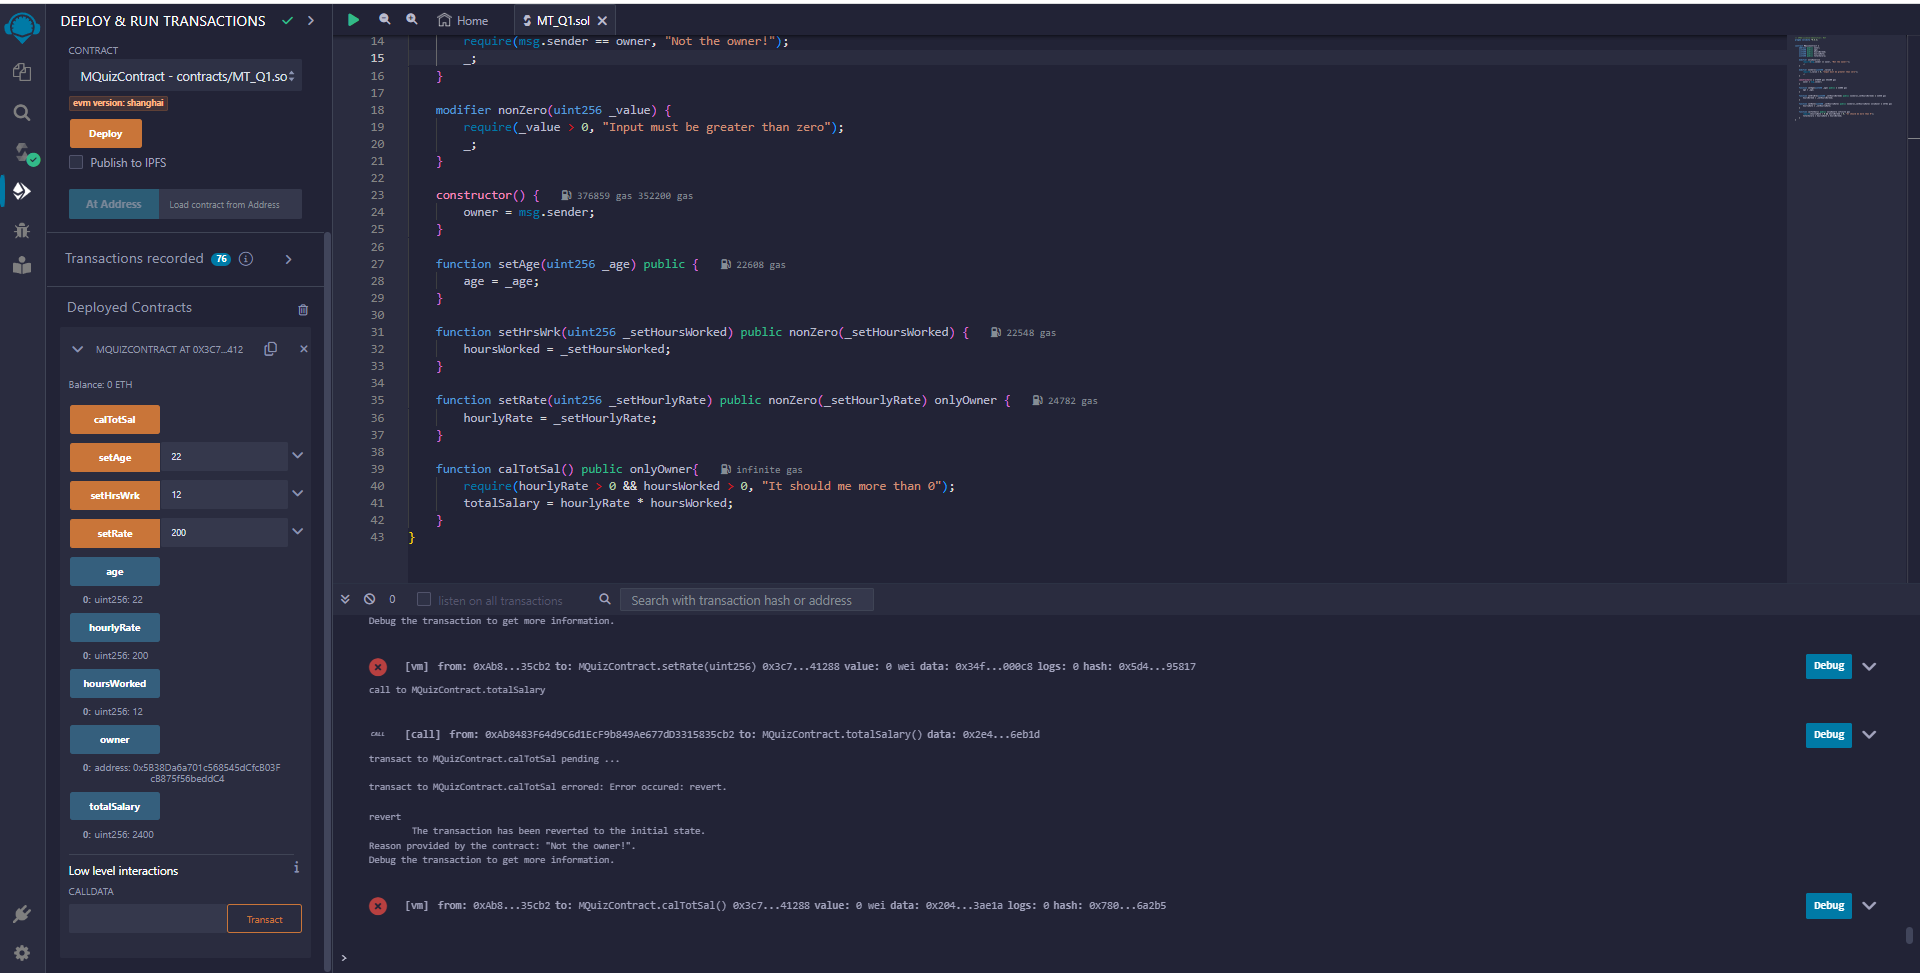 DEPLOY & RUN TRANSACTIONS
CONTRACT
MQuizContract - contracts/MT_Q1.so
evm version: shanghai
Deploy
Publish to IPFS
At Address Load contract from Address
Transactions recorded 76
Deployed Contracts
MQUIZCONTRACT AT 0X3C7...412
Balance: 0 ETH
calTotSal
setAge 22
setHrsWrk 12
setRate 200
age
0: uint256: 22
hourlyRate
0: uint256: 200
hoursWorked
0: uint256: 12
owner
0: address: 0x5B38Da6a701c568545dCfcB03F
cB875f56beddC4
totalSalary
0: uint256: 2400
Low level interactions
CALLDATA
Transact
Home MT_Q1.sol
14 require(msg.sender == owner, "Not the owner!");
15 _;
16 }
17
18 modifier nonZero(uint256 _value) {
19 require(_value > 0, "Input must be greater than zero");
20 _;
21 }
22
23 constructor() { 376859 gas 352200 gas
24 owner = msg.sender;
25 }
26
27 function setAge(uint256 _age) public { 22608 gas
28 age = _age;
29 }
30
31 function setHrsWrk(uint256 _setHoursWorked) public nonZero(_setHoursWorked) { 22548 gas
32 hoursWorked = _setHoursWorked;
33 }
34
35 function setRate(uint256 _setHourlyRate) public nonZero(_setHourlyRate) onlyOwner { 24782 gas
36 hourlyRate = _setHourlyRate;
37 }
38
39 function calTotSal() public onlyOwner{ infinite gas
40 require(hourlyRate > 0 && hoursWorked > 0, "It should me more than 0");
41 totalSalary = hourlyRate * hoursWorked;
42 }
43 }
0 listen on all transactions Search with transaction hash or address
Debug the transaction to get more information.
[vm] from: 0xAb8...35cb2 to: MQuizContract.setRate(uint256) 0x3c7...41288 value: 0 wei data: 0x34f...000c8 logs: 0 hash: 0x5d4...95817 Debug
call to MQuizContract.totalSalary
CALL [call] from: 0xAb8483F64d9C6d1EcF9b849Ae677dD3315835cb2 to: MQuizContract.totalSalary() data: 0x2e4...6eb1d Debug
transact to MQuizContract.calTotSal pending ...
transact to MQuizContract.calTotSal errored: Error occured: revert.
revert
The transaction has been reverted to the initial state.
Reason provided by the contract: "Not the owner!".
Debug the transaction to get more information.
[vm] from: 0xAb8...35cb2 to: MQuizContract.calTotSal() 0x3c7...41288 value: 0 wei data: 0x204...3ae1a logs: 0 hash: 0x780...6a2b5 Debug
>